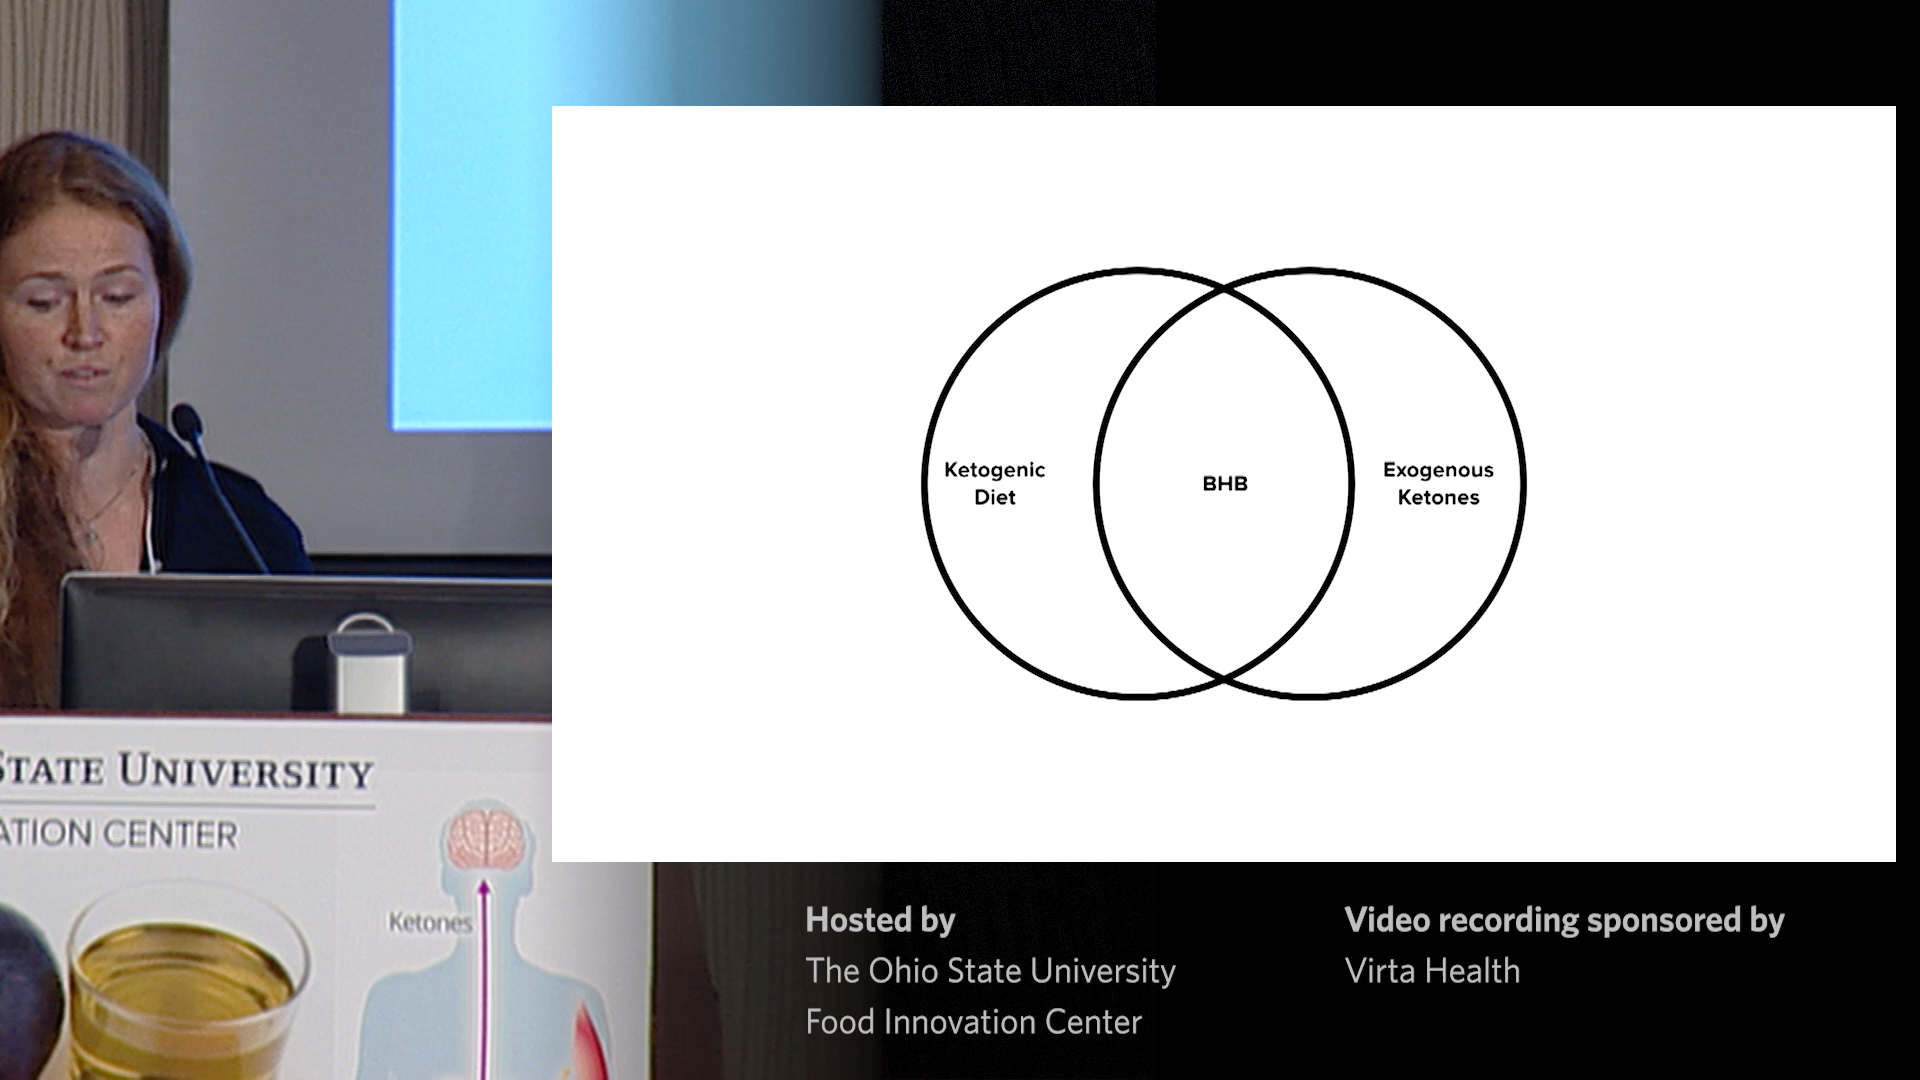 Ketogenic
Diet
BHB
Exogenous
Ketones
STATE UNIVERSITY
CENTER
Ketones
Hosted by
The Ohio State University
Food Innovation Center
Video recording sponsored by
Virta Health